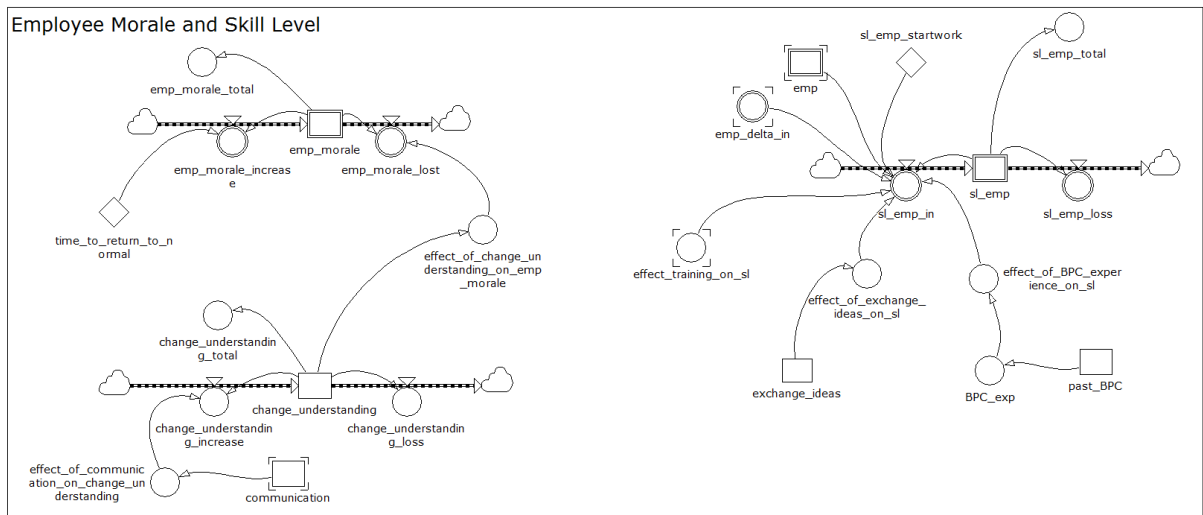 Employee Morale and Skill Level
emp_morale_total
emp_morale
emp_morale_increas
e
emp_morale_lost
time_to_return_to_n
ormal
effect_of_change_u
nderstanding_on_emp
_morale
change_understandin
g_total
change_understanding
change_understandin
g_increase
change_understandin
g_loss
effect_of_communic
ation_on_change_un
derstanding
communication
sl_emp_startwork
sl_emp_total
emp
emp_delta_in
sl_emp_in
sl_emp
sl_emp_loss
effect_training_on_sl
effect_of_exchange_
ideas_on_sl
effect_of_BPC_exper
ience_on_sl
exchange_ideas
BPC_exp
past_BPC